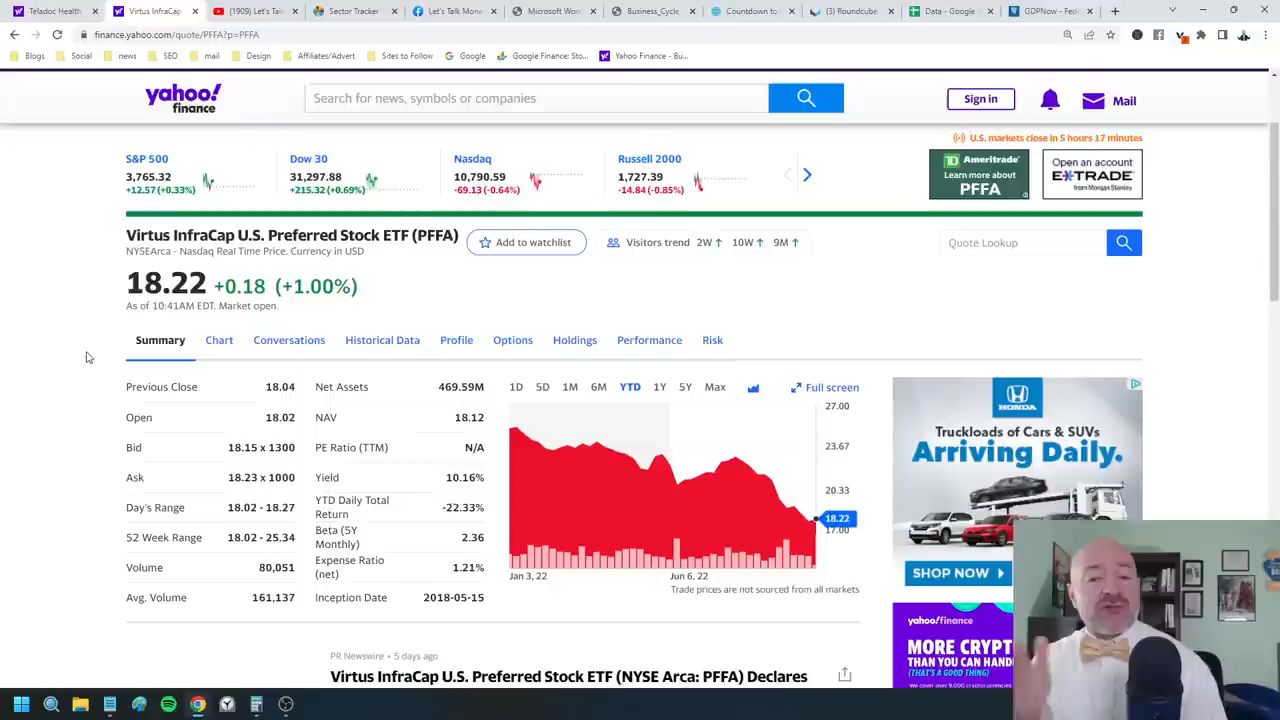 Teladoc Health
Virtus InfraCap
(1909) Let's Talk
Sector Tracker
Let's Talk Mone
Microsoft Wor
Business_Cycle
Countdown to
Roundcube
Data - Google
GDPNow - Fed
finance.yahoo.com/quote/PFFA?p=PFFA
Blogs
Social
news
SEO
mail
Design
Affiliates/Advert
Sites to Follow
Google
Google Finance: Sto...
Yahoo Finance - Bu...
yahoo!
finance
Search for news, symbols or companies
Sign in
Mail
U.S. markets close in 5 hours 17 minutes
S&P 500
3,765.32
+12.57 (+0.33%)
Dow 30
31,297.88
+215.32 (+0.69%)
Nasdaq
10,790.59
-69.13 (-0.64%)
Russell 2000
1,727.39
-14.84 (-0.85%)
TD Ameritrade
Learn more about
PFFA
Open an account
E*TRADE
from Morgan Stanley
Virtus InfraCap U.S. Preferred Stock ETF (PFFA)
NYSEArca - Nasdaq Real Time Price. Currency in USD
Add to watchlist
Visitors trend 2W↑ 10W↑ 9M↑
Quote Lookup
18.22 +0.18 (+1.00%)
As of 10:41AM EDT. Market open.
Summary Chart Conversations Historical Data Profile Options Holdings Performance Risk
Previous Close 18.04
Open 18.02
Bid 18.15 x 1300
Ask 18.23 x 1000
Day's Range 18.02 - 18.27
52 Week Range 18.02 - 25.34
Volume 80,051
Avg. Volume 161,137
Net Assets 469.59M
NAV 18.12
PE Ratio (TTM) N/A
Yield 10.16%
YTD Daily Total
Return -22.33%
Beta (5Y
Monthly) 2.36
Expense Ratio
(net) 1.21%
Inception Date 2018-05-15
1D 5D 1M 6M YTD 1Y 5Y Max
Full screen
27.00
23.67
20.33
18.22
17.00
Jan 3, 22
Jun 6, 22
Trade prices are not sourced from all markets
HONDA
Truckloads of Cars & SUVs
Arriving Daily.
SHOP NOW
yahoo!finance
MORE CRYP
THAN YOU CAN HAND
(THAT'S A GOOD THING)
We cover over 9,000 cryptocurrencies
PR Newswire • 5 days ago
Virtus InfraCap U.S. Preferred Stock ETF (NYSE Arca: PFFA) Declares